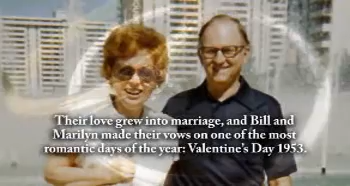 Their love grew into marriage, and Bill and
Marilyn made their vows on one of the most
romantic days of the year: Valentine's Day 1953.